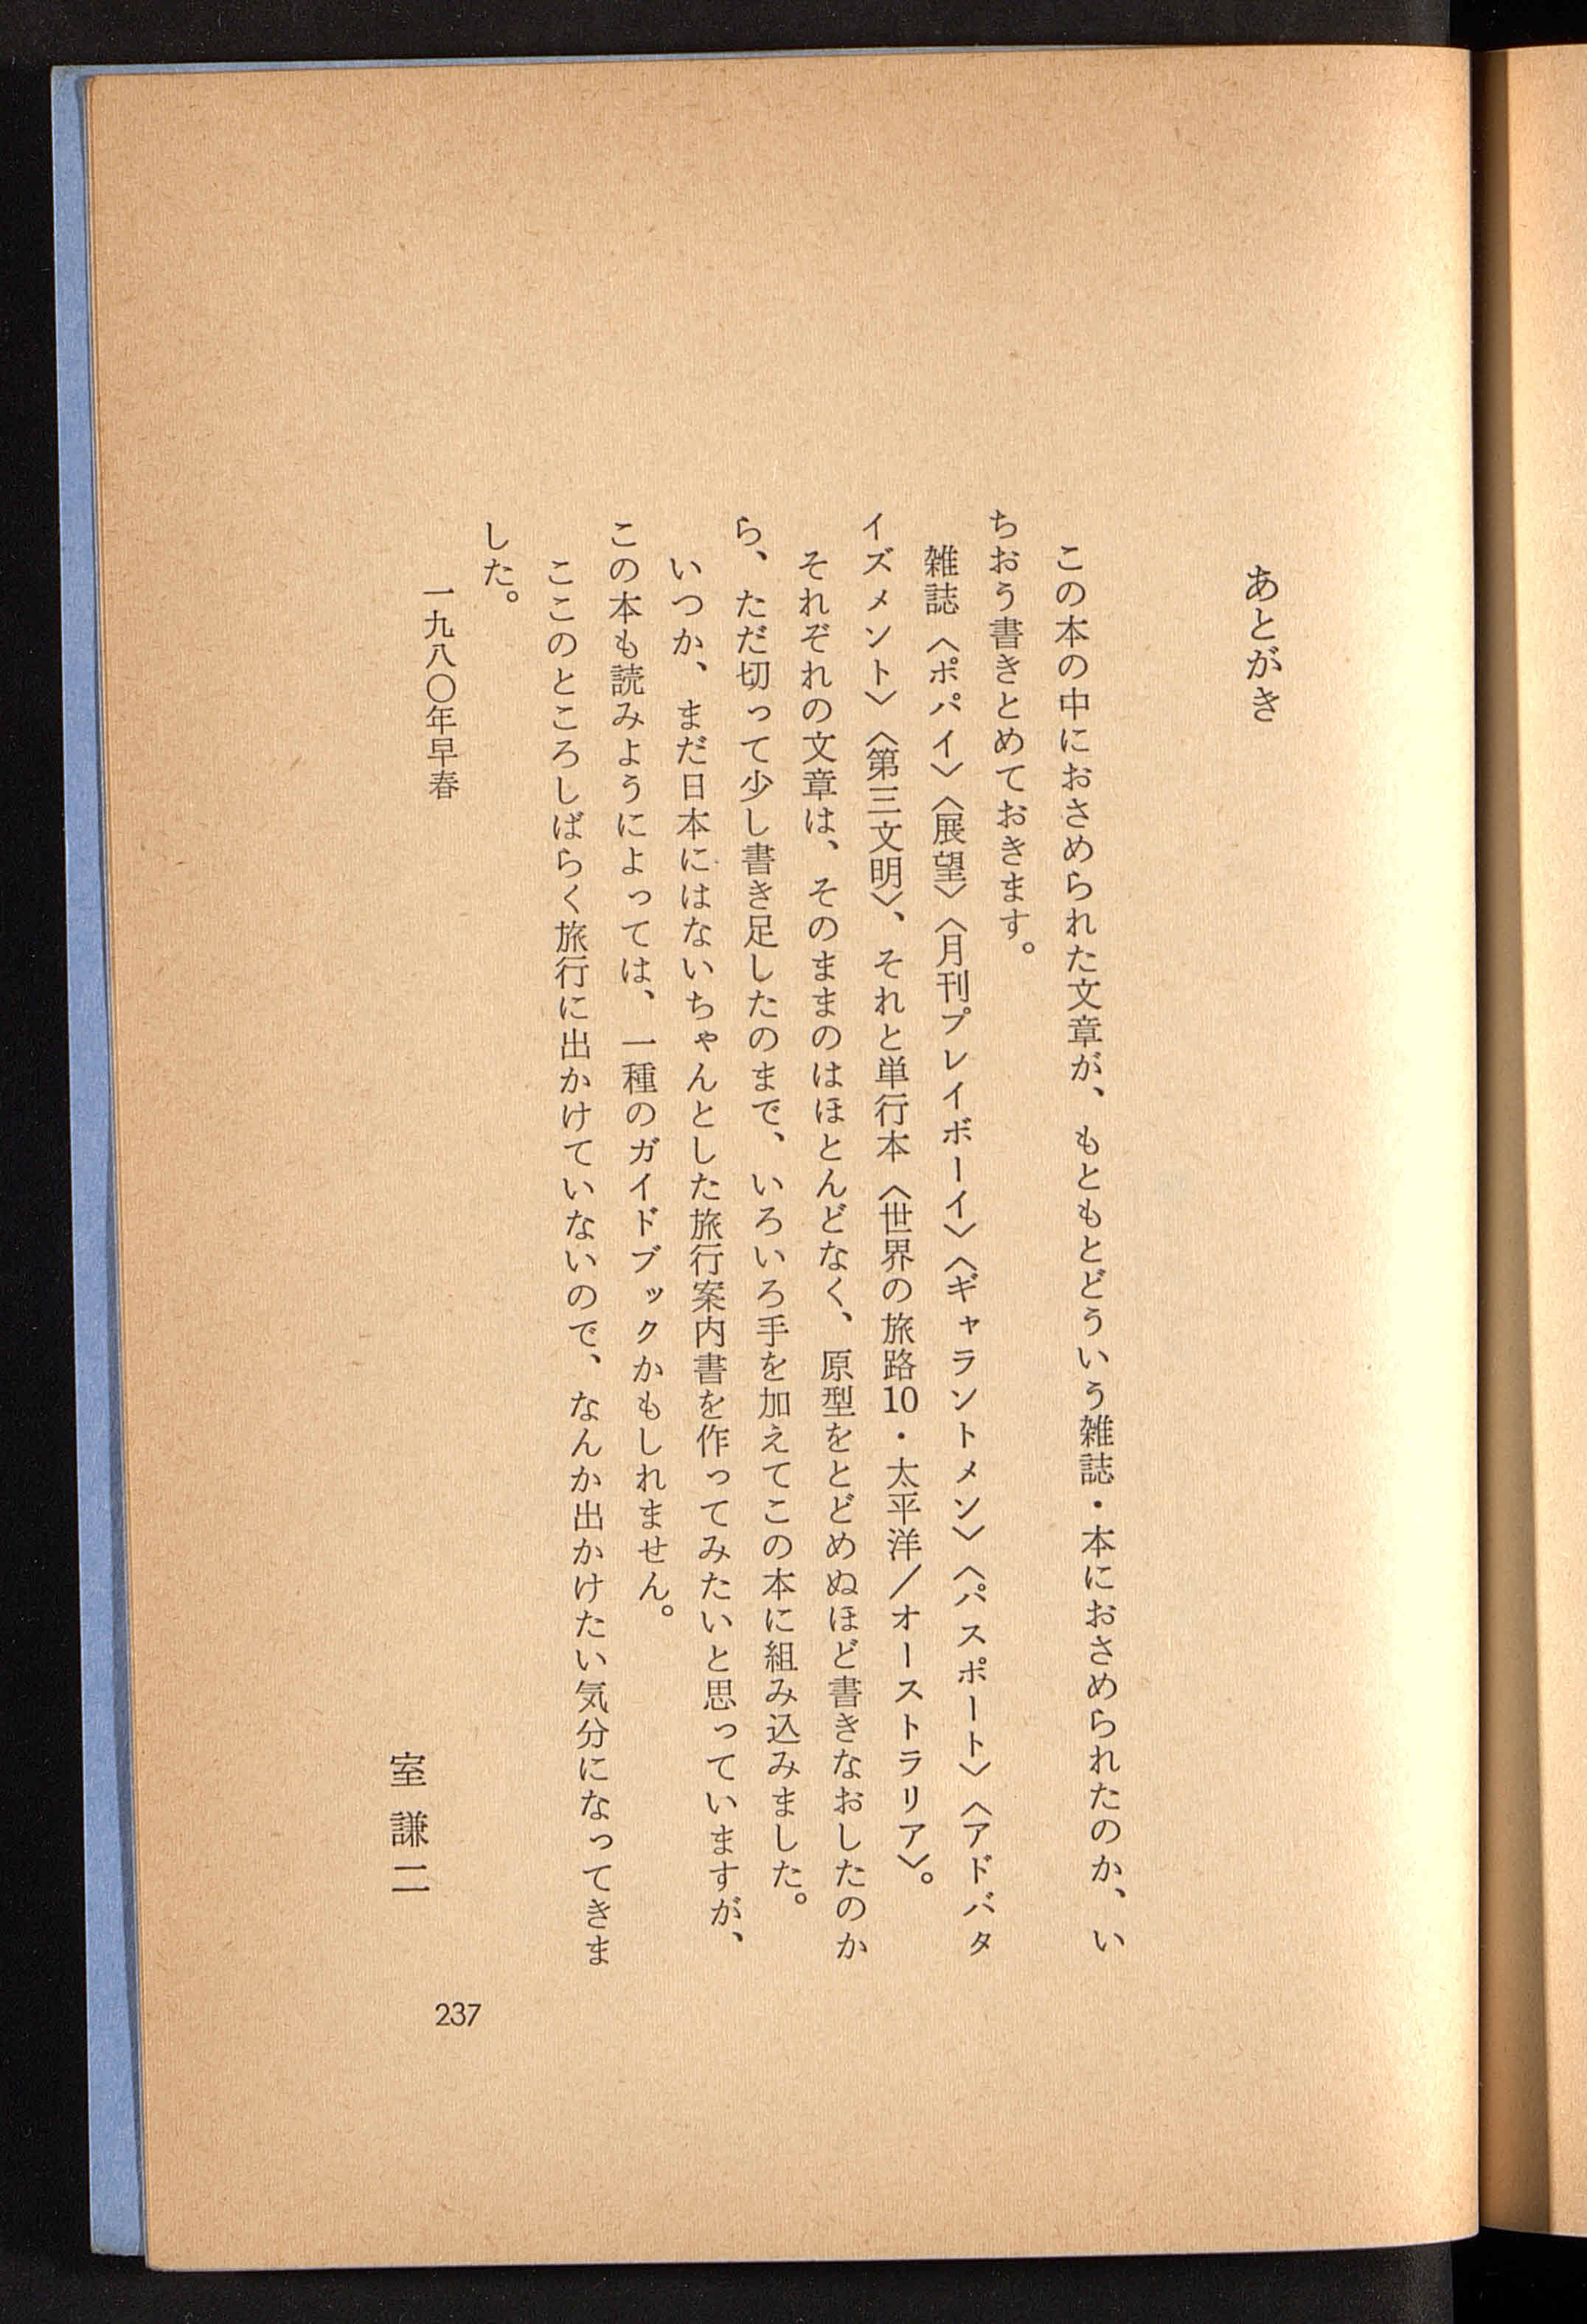 あとがき
この本の中におさめられた文章が、もともとどういう雑誌・本におさめられたのか、い
ちおう書きとめておきます。
雑誌〈ポパイ〉〈展望〉〈月刊プレイボーイ〉〈ギャラントメン〉〈パスポート〉〈アドバタ
イズメント〉〈第三文明〉、それと単行本〈世界の旅路10・太平洋／オーストラリア〉。
それぞれの文章は、そのままのはほとんどなく、原型をとどめぬほど書きなおしたのか
ら、ただ切って少し書き足したのまで、いろいろ手を加えてこの本に組み込みました。
いつか、まだ日本にはないちゃんとした旅行案内書を作ってみたいと思っていますが、
この本も読みようによっては、一種のガイドブックかもしれません。
ここのところしばらく旅行に出かけていないので、なんか出かけたい気分になってきま
した。
一九八〇年早春
室謙二
237